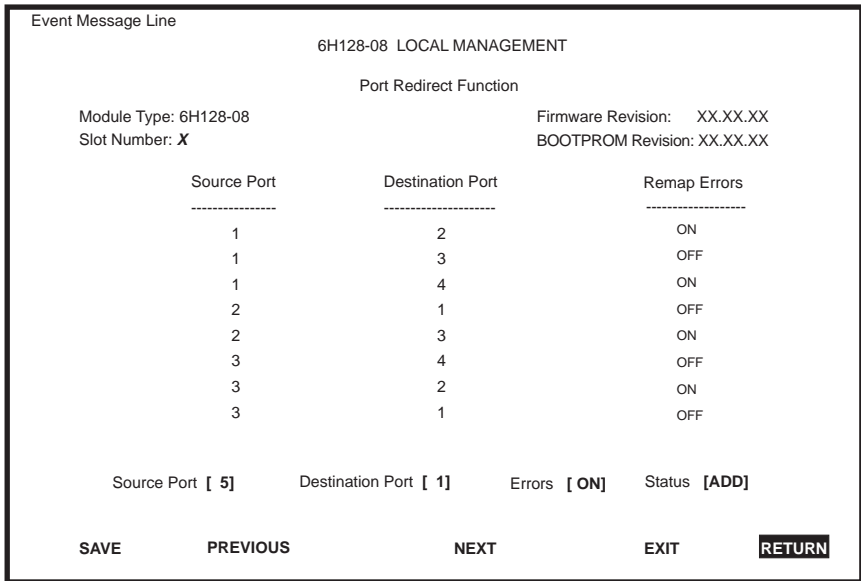 Event Message Line
6H128-08 LOCAL MANAGEMENT
Port Redirect Function
Module Type: 6H128-08 Firmware Revision: XX.XX.XX
Slot Number: X BOOTPROM Revision: XX.XX.XX
Source Port Destination Port Remap Errors
---------------- --------------------- -------------------
1 2 ON
1 3 OFF
1 4 ON
2 1 OFF
2 3 ON
3 4 OFF
3 2 ON
3 1 OFF
Source Port [ 5] Destination Port [ 1] Errors [ ON] Status [ADD]
SAVE PREVIOUS NEXT EXIT RETURN